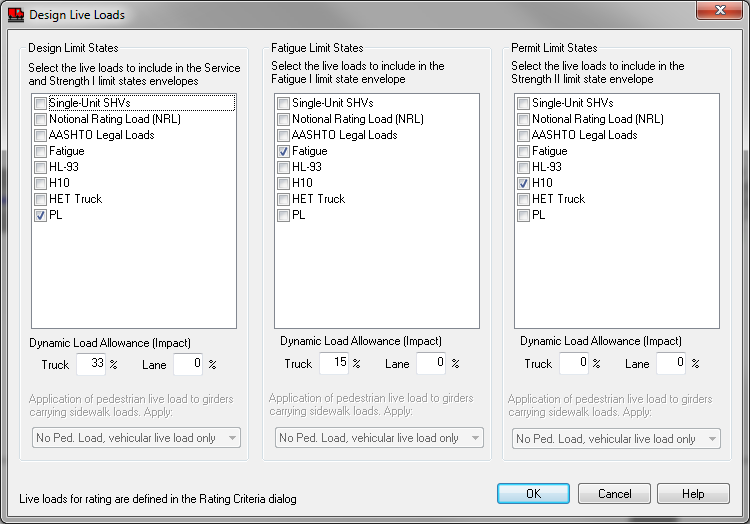 Design Live Loads
Design Limit States
Select the live loads to include in the Service
and Strength I limit states envelopes
Single-Unit SHVs
Notional Rating Load (NRL)
AASHTO Legal Loads
Fatigue
HL-93
H10
HET Truck
PL
Dynamic Load Allowance (Impact)
Truck 33 % Lane 0 %
Application of pedestrian live load to girders
carrying sidewalk loads. Apply:
No Ped. Load, vehicular live load only
Fatigue Limit States
Select the live loads to include in the
Fatigue I limit state envelope
Single-Unit SHVs
Notional Rating Load (NRL)
AASHTO Legal Loads
Fatigue
HL-93
H10
HET Truck
PL
Dynamic Load Allowance (Impact)
Truck 15 % Lane 0 %
Application of pedestrian live load to girders
carrying sidewalk loads. Apply:
No Ped. Load, vehicular live load only
Permit Limit States
Select the live loads to include in the
Strength II limit state envelope
Single-Unit SHVs
Notional Rating Load (NRL)
AASHTO Legal Loads
Fatigue
HL-93
H10
HET Truck
PL
Dynamic Load Allowance (Impact)
Truck 0 % Lane 0 %
Application of pedestrian live load to girders
carrying sidewalk loads. Apply:
No Ped. Load, vehicular live load only
Live loads for rating are defined in the Rating Criteria dialog
OK
Cancel
Help